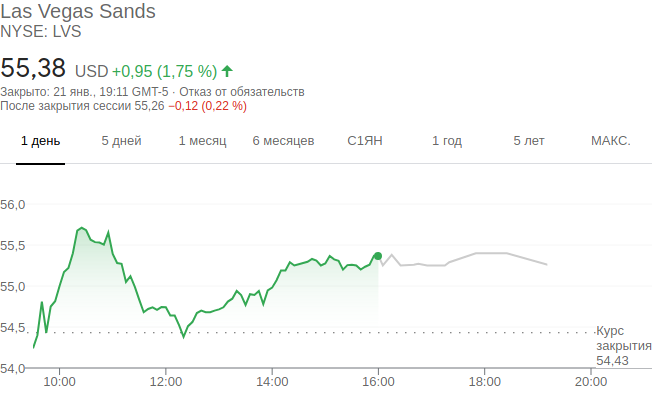 Las Vegas Sands
NYSE: LVS
55,38 USD +0,95 (1,75 %)
Закрыто: 21 янв., 19:11 GMT-5 · Отказ от обязательств
После закрытия сессии 55,26 −0,12 (0,22 %)
1 день 5 дней 1 месяц 6 месяцев С1ЯН 1 год 5 лет МАКС.
56,0
55,5
55,0
54,5
54,0
Курс
закрытия
54,43
10:00 12:00 14:00 16:00 18:00 20:00